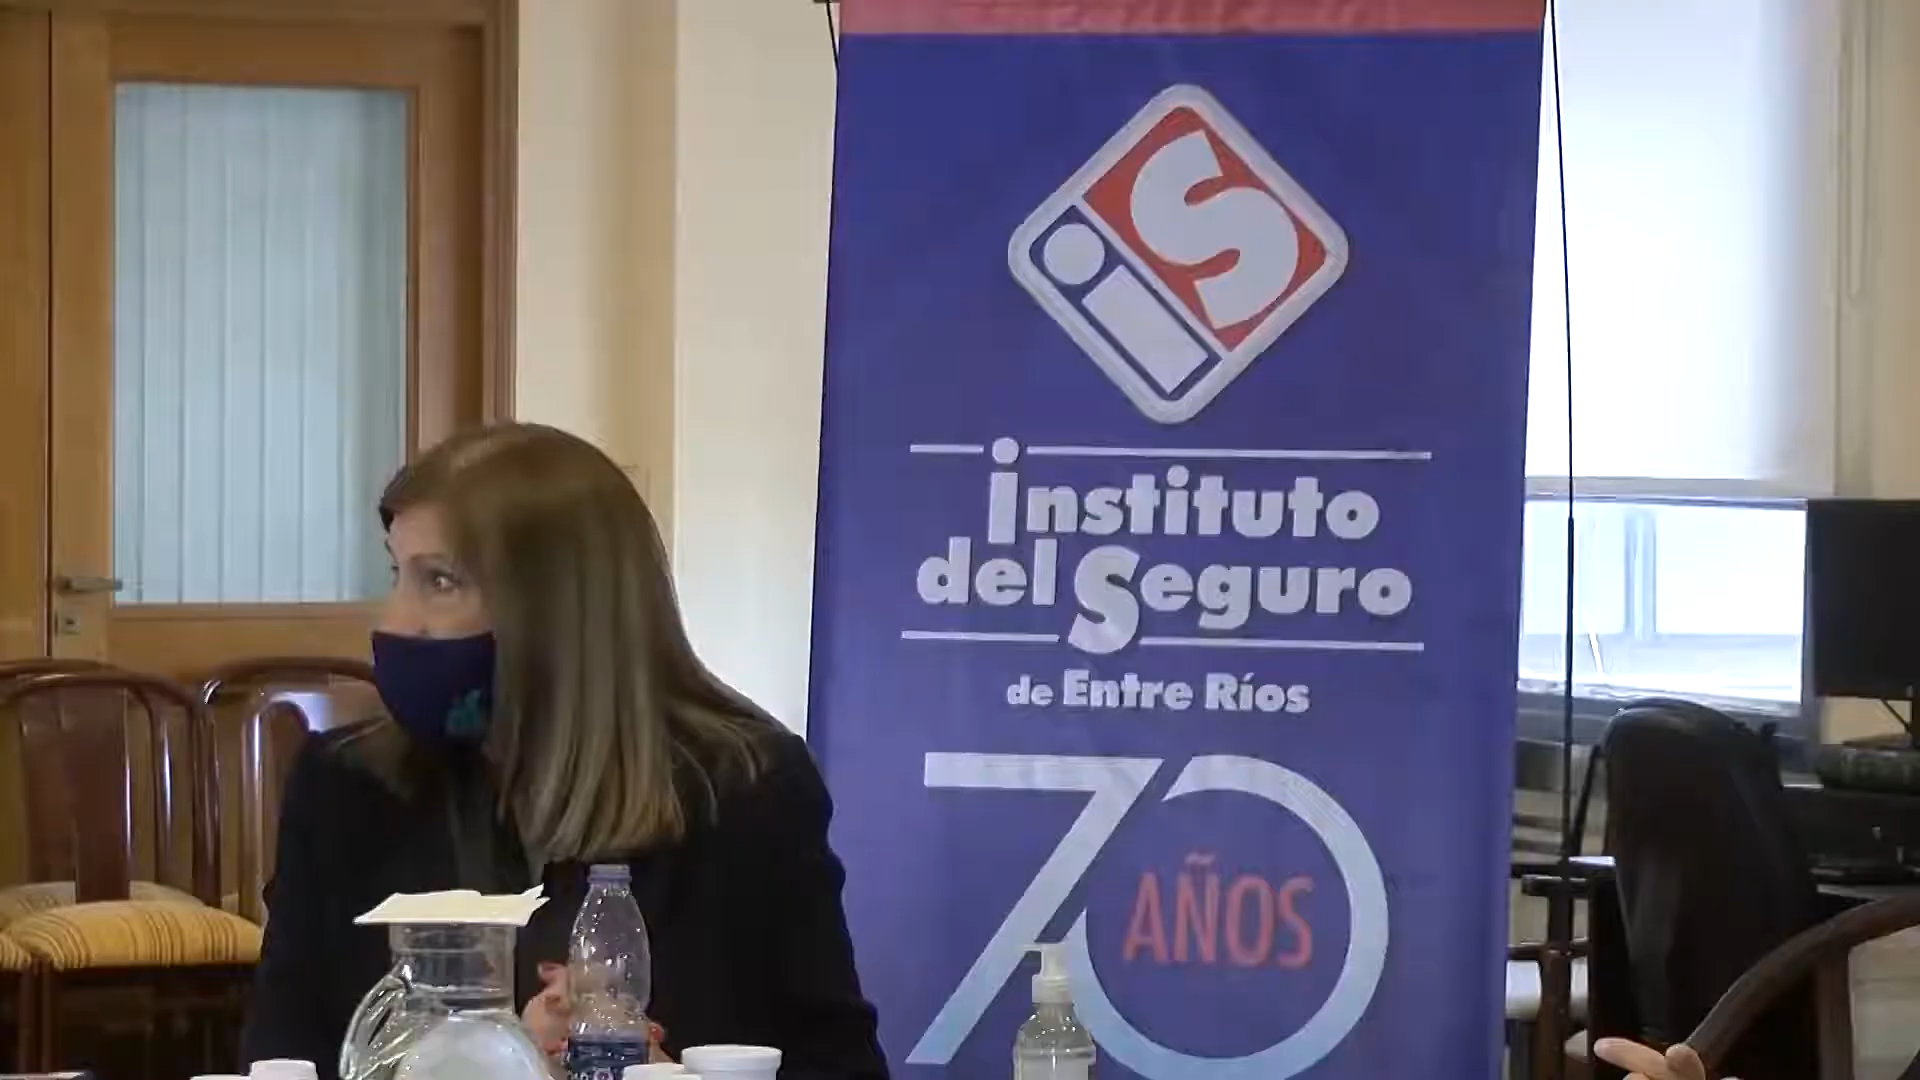 iS
instituto
del Seguro
de Entre Ríos
70
AÑOS